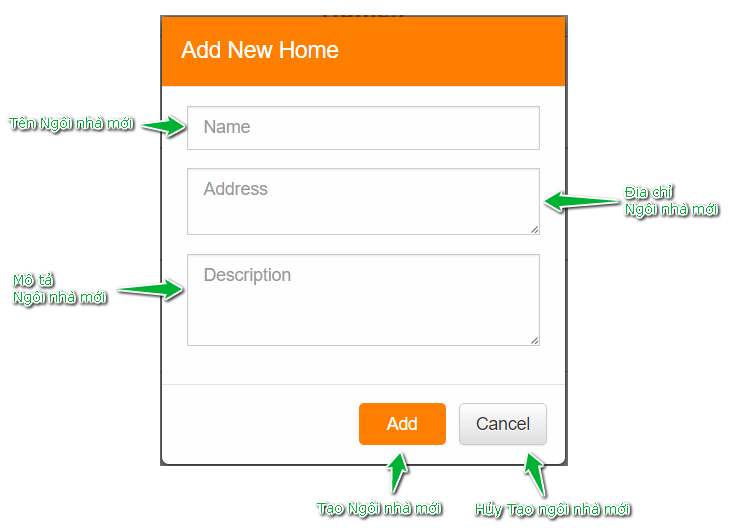 Add New Home
Tên Ngôi nhà mới
Name
Address
Địa chỉ
Ngôi nhà mới
Mô tả
Ngôi nhà mới
Description
Add
Cancel
Tạo Ngôi nhà mới
Hủy Tạo ngôi nhà mới